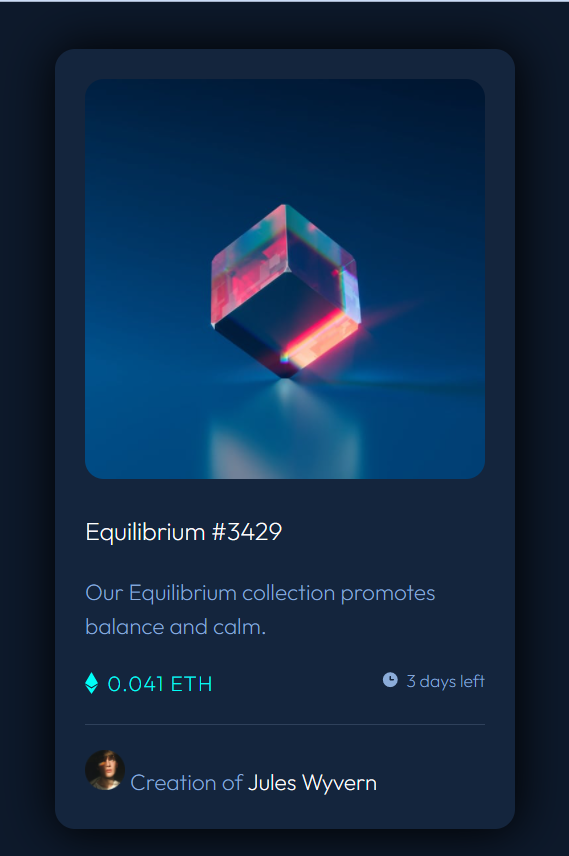 Equilibrium #3429
Our Equilibrium collection promotes
balance and calm.
0.041 ETH
3 days left
Creation of Jules Wyvern